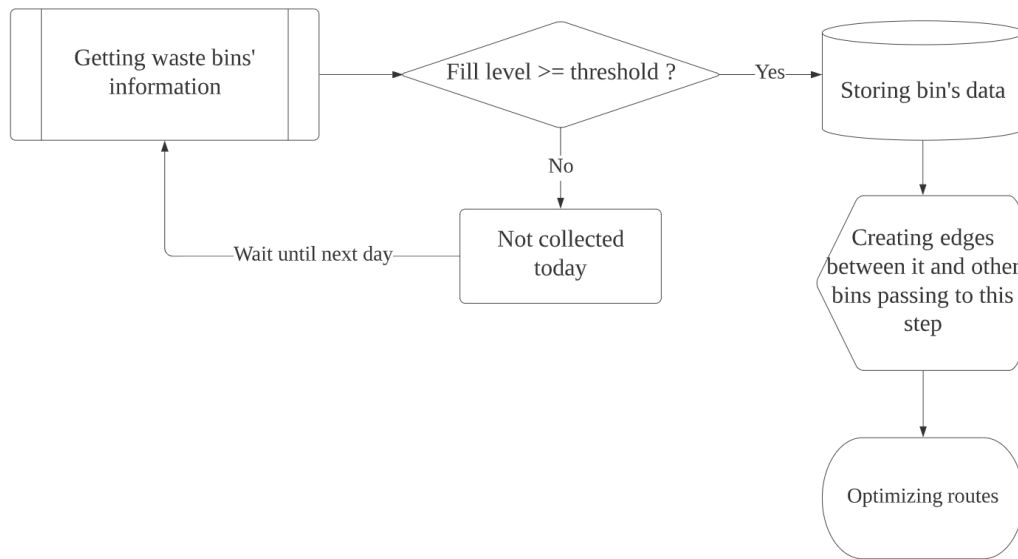 Getting waste bins'
information
Fill level >= threshold ?
Yes
Storing bin's data
No
Not collected
today
Wait until next day
Creating edges
between it and other
bins passing to this
step
Optimizing routes